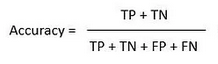 Accuracy = TP + TN
TP + TN + FP + FN